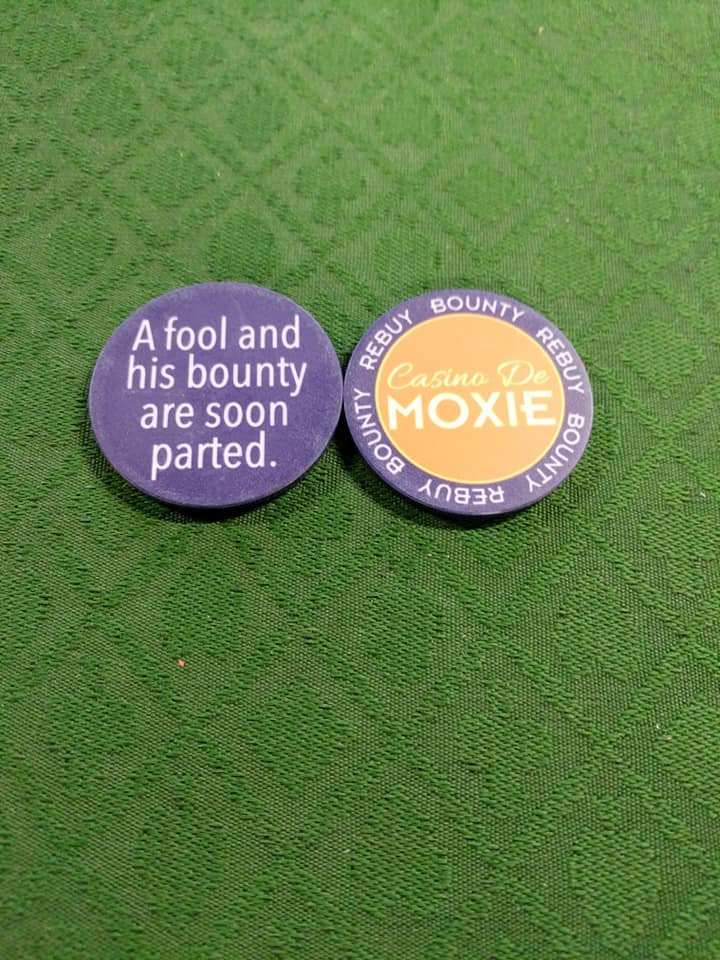 A fool and
his bounty
are soon
parted.
BOUNTY REBUY BOUNTY REBUY BOUNTY REBUY
Casino De
MOXIE